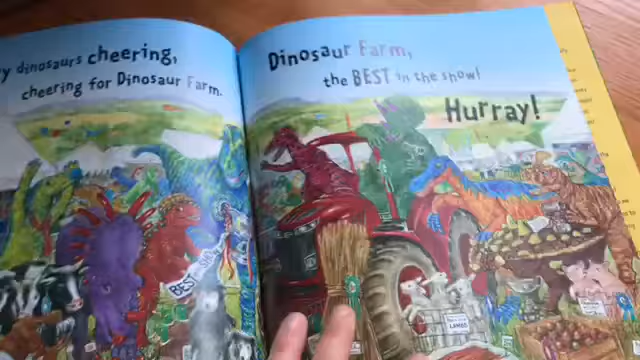 dinosaurs cheering,
cheering for Dinosaur Farm.
Dinosaur Farm,
the BEST in the show!
Hurray!
BEST
LAMBS